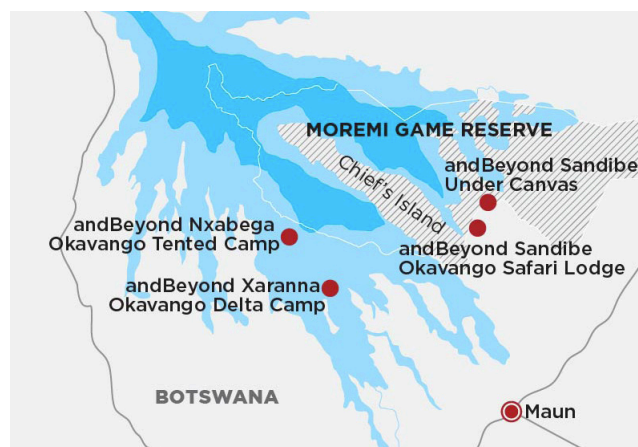 MOREMI GAME RESERVE
Chief's Island
andBeyond Sandibe
Under Canvas
andBeyond Nxabega
Okavango Tented Camp
andBeyond Sandibe
Okavango Safari Lodge
andBeyond Xaranna
Okavango Delta Camp
BOTSWANA
Maun